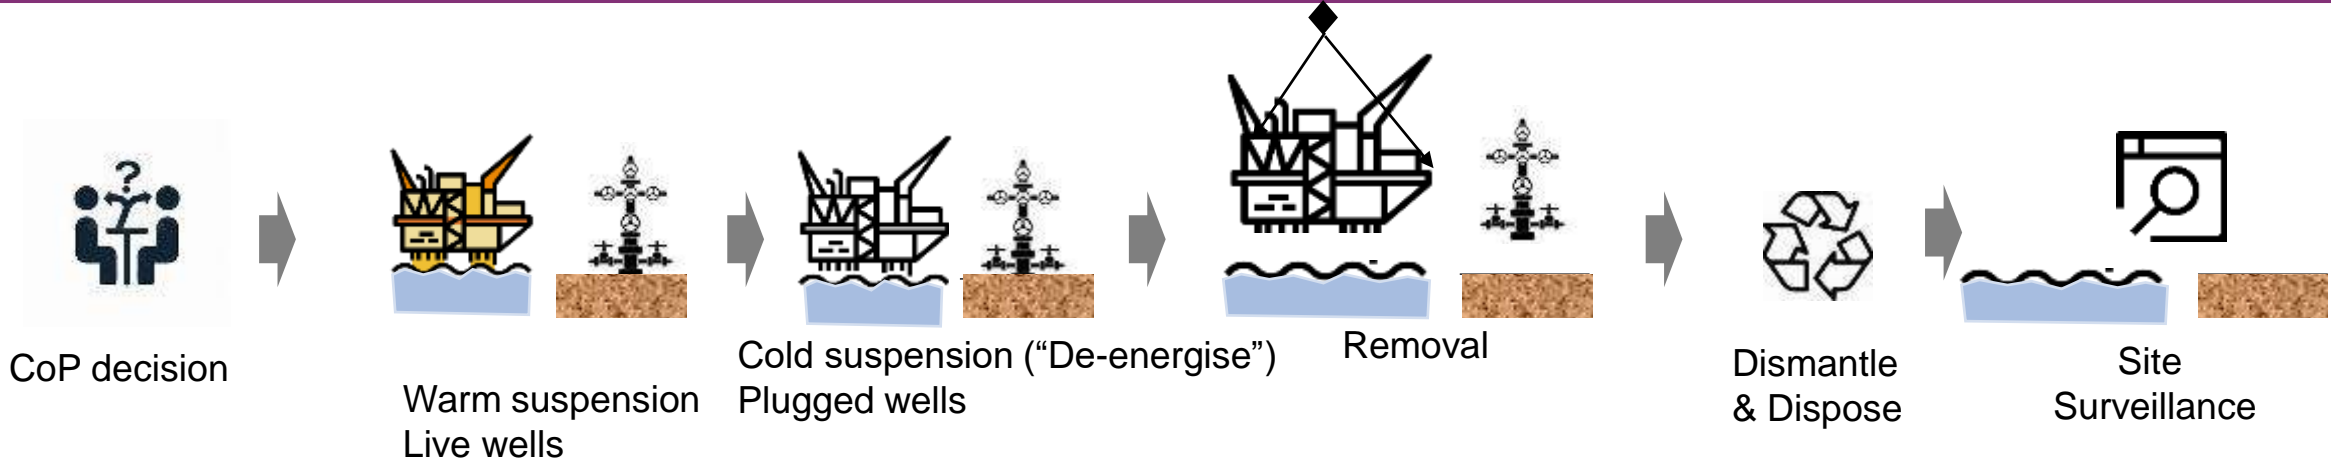 ?
CoP decision
Warm suspension
Live wells
Cold suspension (“De-energise”)
Plugged wells
Removal
Dismantle
& Dispose
Site
Surveillance